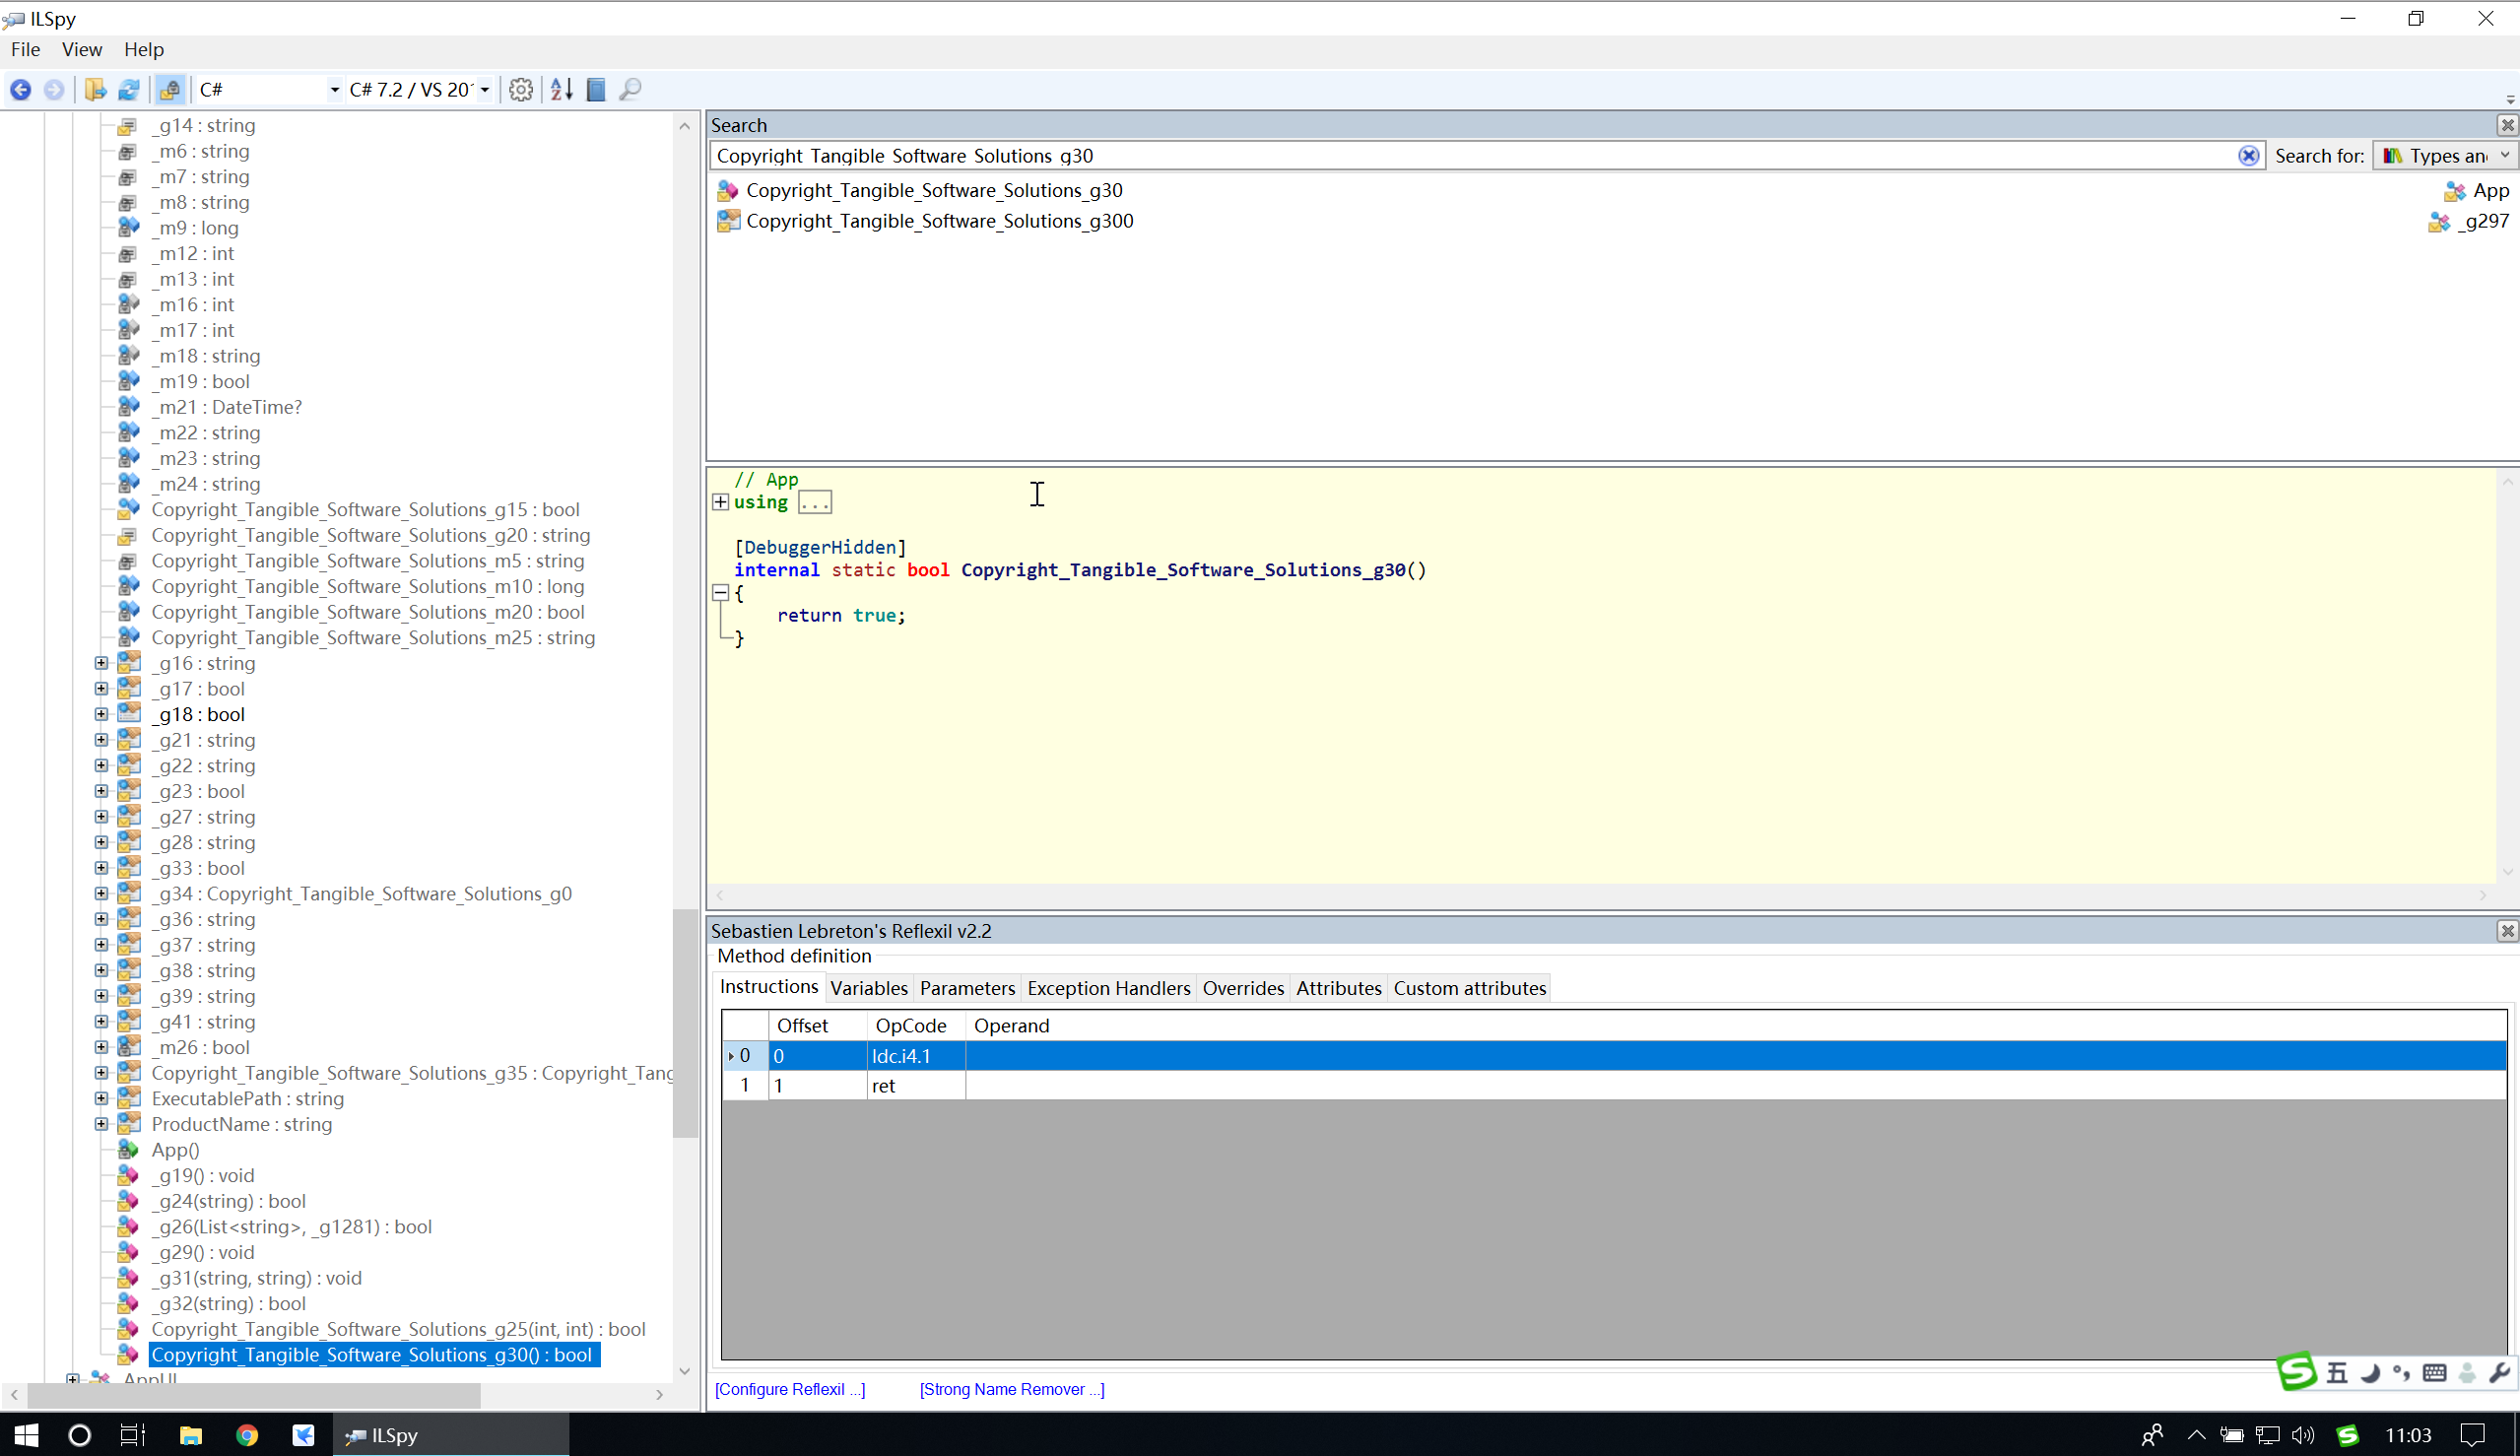 ILSpy
File View Help
C# C# 7.2 / VS 201
_g14 : string
_m6 : string
_m7 : string
_m8 : string
_m9 : long
_m12 : int
_m13 : int
_m16 : int
_m17 : int
_m18 : string
_m19 : bool
_m21 : DateTime?
_m22 : string
_m23 : string
_m24 : string
Copyright_Tangible_Software_Solutions_g15 : bool
Copyright_Tangible_Software_Solutions_g20 : string
Copyright_Tangible_Software_Solutions_m5 : string
Copyright_Tangible_Software_Solutions_m10 : long
Copyright_Tangible_Software_Solutions_m20 : bool
Copyright_Tangible_Software_Solutions_m25 : string
_g16 : string
_g17 : bool
_g18 : bool
_g21 : string
_g22 : string
_g23 : bool
_g27 : string
_g28 : string
_g33 : bool
_g34 : Copyright_Tangible_Software_Solutions_g0
_g36 : string
_g37 : string
_g38 : string
_g39 : string
_g41 : string
_m26 : bool
Copyright_Tangible_Software_Solutions_g35 : Copyright_Tang
ExecutablePath : string
ProductName : string
App()
_g19() : void
_g24(string) : bool
_g26(List<string>, _g1281) : bool
_g29() : void
_g31(string, string) : void
_g32(string) : bool
Copyright_Tangible_Software_Solutions_g25(int, int) : bool
Copyright_Tangible_Software_Solutions_g30() : bool
AppUI
Search
Copyright_Tangible_Software_Solutions_g30 Search for: Types an
Copyright_Tangible_Software_Solutions_g30 App
Copyright_Tangible_Software_Solutions_g300 _g297
// App
using ...
[DebuggerHidden]
internal static bool Copyright_Tangible_Software_Solutions_g30()
{
return true;
}
Sebastien Lebreton's Reflexil v2.2
Method definition
Instructions Variables Parameters Exception Handlers Overrides Attributes Custom attributes
Offset OpCode Operand
0 0 ldc.i4.1
1 1 ret
[Configure Reflexil ...] [Strong Name Remover ...]
S 五
ILSpy 11:03